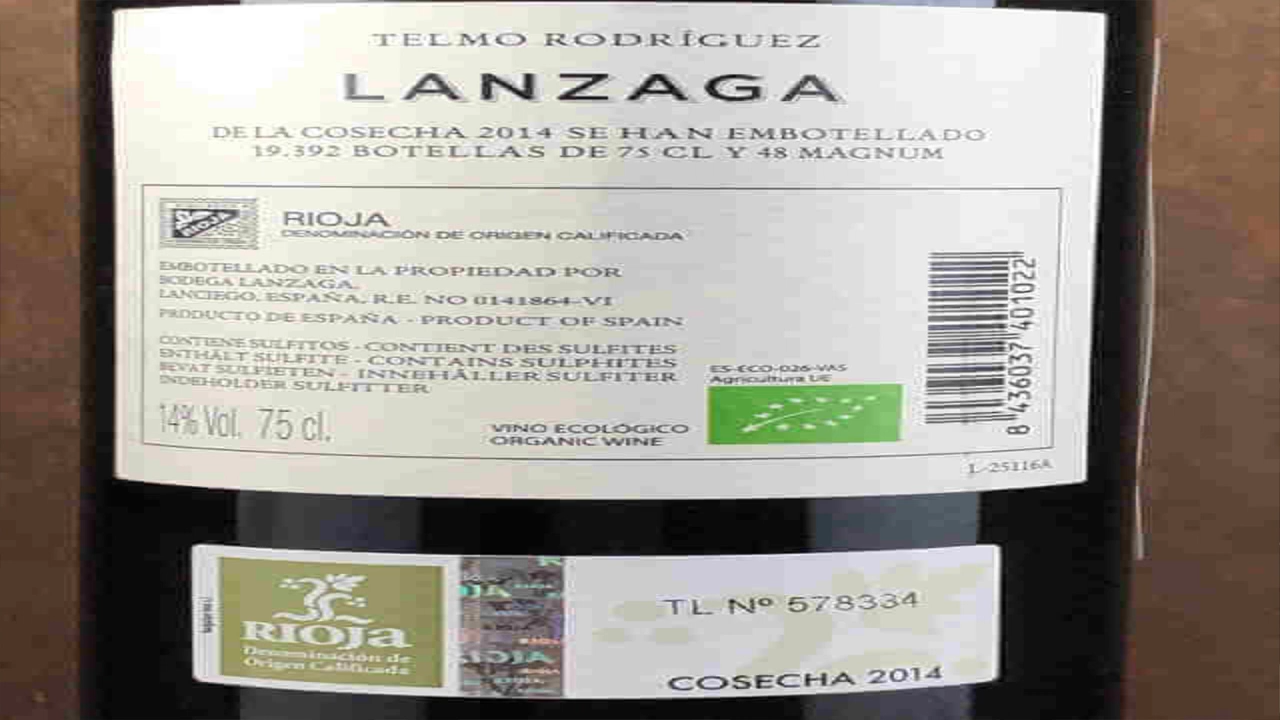 TELMO RODRÍGUEZ
LANZAGA
DE LA COSECHA 2014 SE HAN EMBOTELLADO
19.392 BOTELLAS DE 75 CL Y 48 MAGNUM
RIOJA
RIOJA
DENOMINACIÓN DE ORIGEN CALIFICADA
EMBOTELLADO EN LA PROPIEDAD POR
BODEGA LANZAGA.
LANCIEGO. ESPAÑA. R.E. NO 0141864-VI
PRODUCTO DE ESPAÑA - PRODUCT OF SPAIN
CONTIENE SULFITOS - CONTIENT DES SULFITES
ENTHÄLT SULFITE - CONTAINS SULPHITES
BEVAT SULFIETEN - INNEHÅLLER SULFITER
INDEHOLDER SULFITTER
14% Vol. 75 cl.
VINO ECOLÓGICO
ORGANIC WINE
ES-ECO-026-VAS
Agricultura UE
8 436037 401022
L-25116A
RIOJA
Denominación de
Origen Calificada
RIOJA
TL Nº 578334
COSECHA 2014